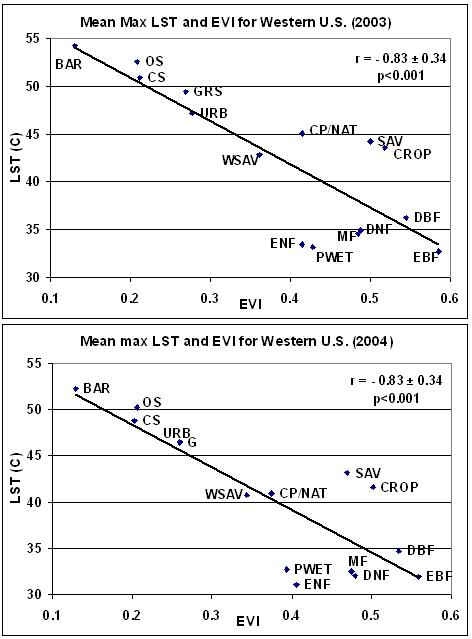 Mean Max LST and EVI for Western U.S. (2003)
r = - 0.83 ± 0.34
p<0.001
LST (C)
55
50
45
40
35
30
BAR
OS
CS
GRS
URB
WSAV
CP/NAT
SAV
CROP
DBF
DNF
MF
ENF
PWET
EBF
0.1 0.2 0.3 0.4 0.5 0.6
EVI
Mean max LST and EVI for Western U.S. (2004)
r = - 0.83 ± 0.34
p<0.001
LST (C)
55
50
45
40
35
30
BAR
OS
CS
URB
G
WSAV
CP/NAT
SAV
CROP
DBF
MF
PWET
DNF
EBF
ENF
0.1 0.2 0.3 0.4 0.5 0.6
EVI